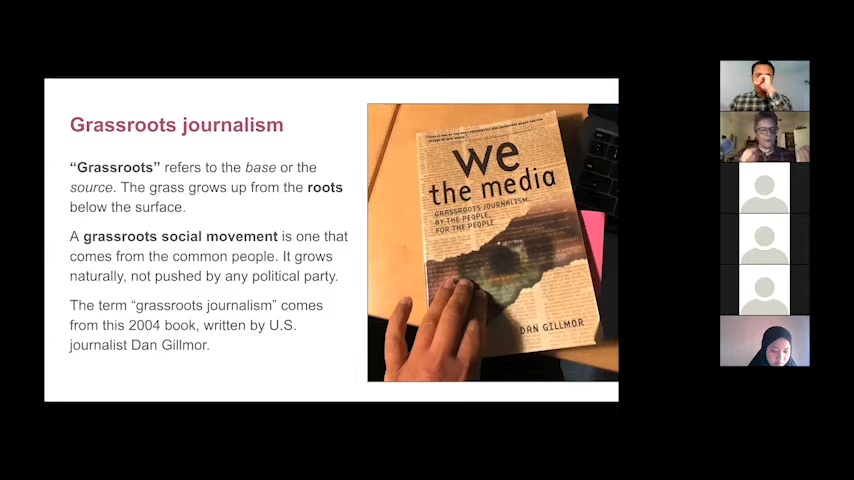 Grassroots journalism
“Grassroots” refers to the base or the
source. The grass grows up from the roots
below the surface.
A grassroots social movement is one that
comes from the common people. It grows
naturally, not pushed by any political party.
The term “grassroots journalism” comes
from this 2004 book, written by U.S.
journalist Dan Gillmor.
we
the media
GRASSROOTS JOURNALISM
BY THE PEOPLE,
FOR THE PEOPLE
DAN GILLMOR